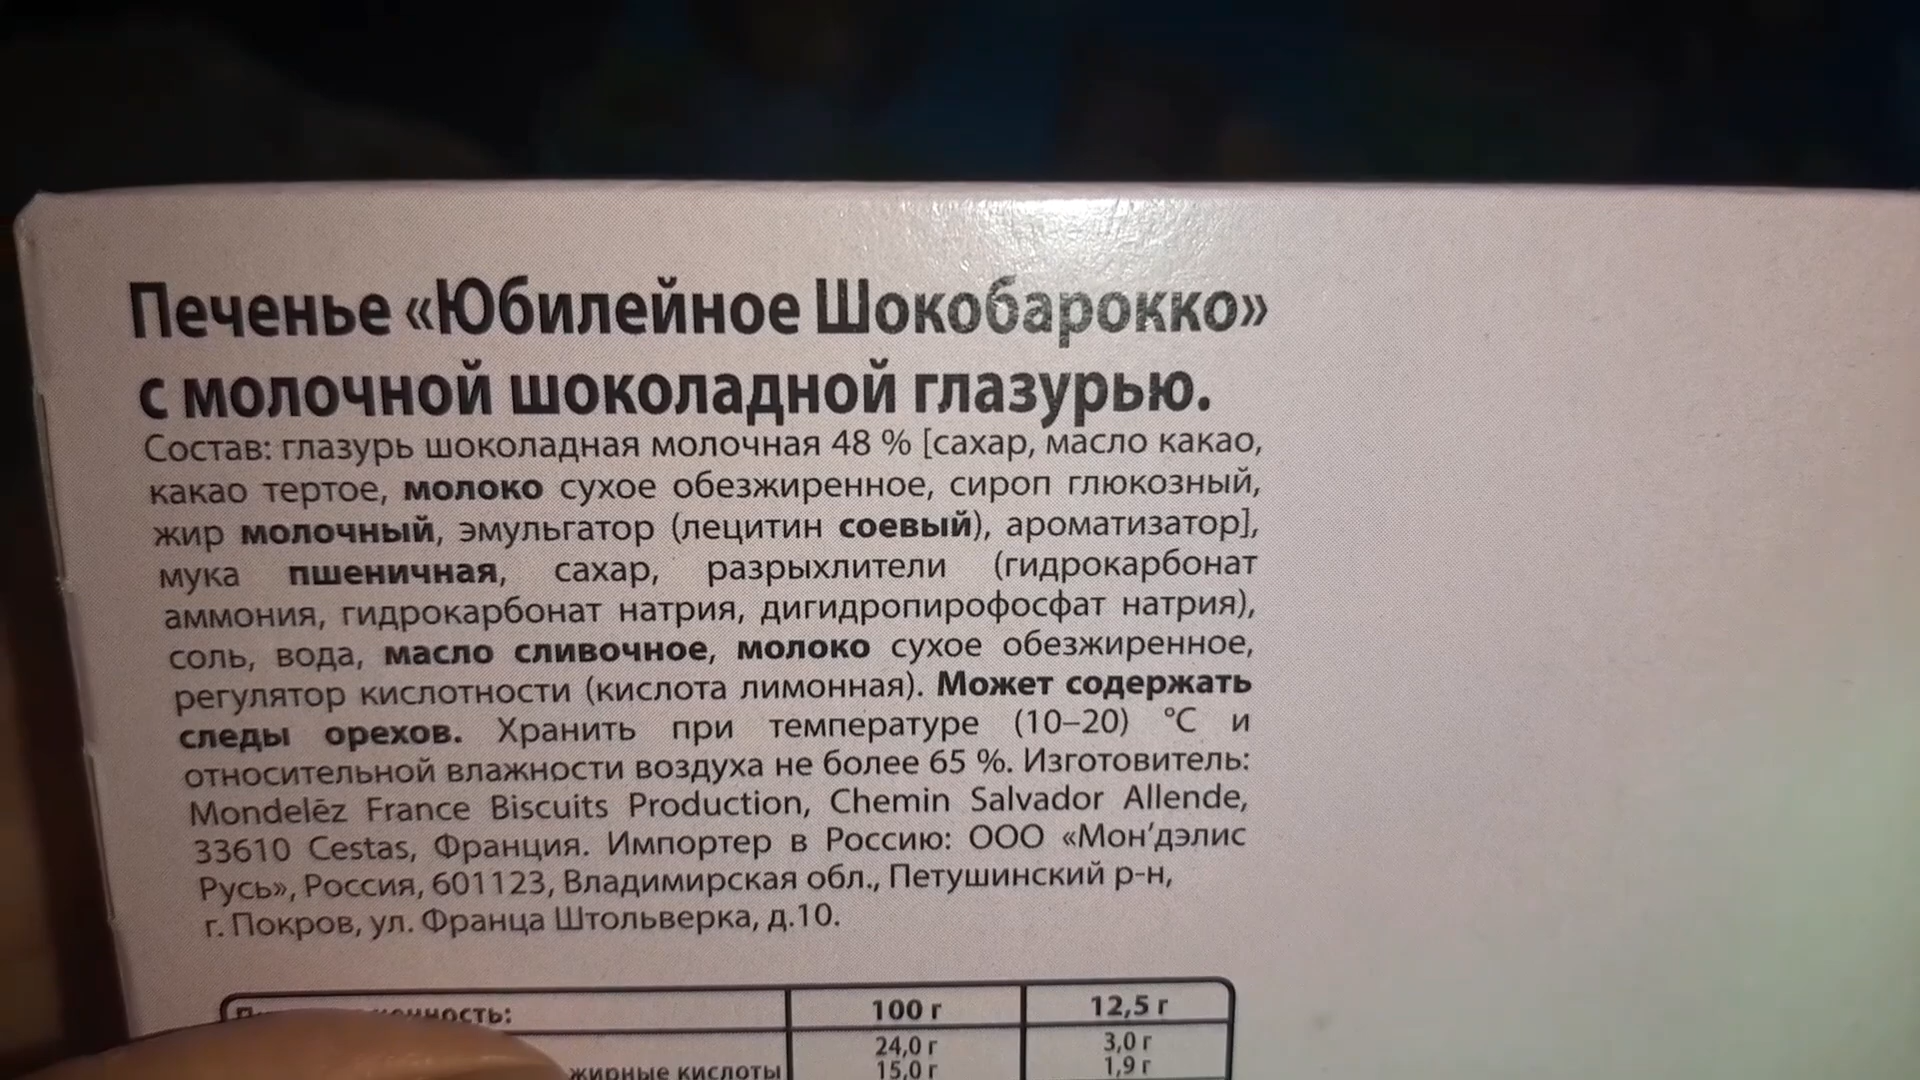 Печенье «Юбилейное Шокобарокко»
с молочной шоколадной глазурью.
Состав: глазурь шоколадная молочная 48 % [сахар, масло какао,
какао тертое, молоко сухое обезжиренное, сироп глюкозный,
жир молочный, эмульгатор (лецитин соевый), ароматизатор],
мука пшеничная, сахар, разрыхлители (гидрокарбонат
аммония, гидрокарбонат натрия, дигидропирофосфат натрия),
соль, вода, масло сливочное, молоко сухое обезжиренное,
регулятор кислотности (кислота лимонная). Может содержать
следы орехов. Хранить при температуре (10–20) °C и
относительной влажности воздуха не более 65 %. Изготовитель:
Mondelēz France Biscuits Production, Chemin Salvador Allende,
33610 Cestas, Франция. Импортер в Россию: ООО «Мон’дэлис
Русь», Россия, 601123, Владимирская обл., Петушинский р-н,
г. Покров, ул. Франца Штольверка, д.10.
100 г 12,5 г
24,0 г 3,0 г
жирные кислоты 15,0 г 1,9 г